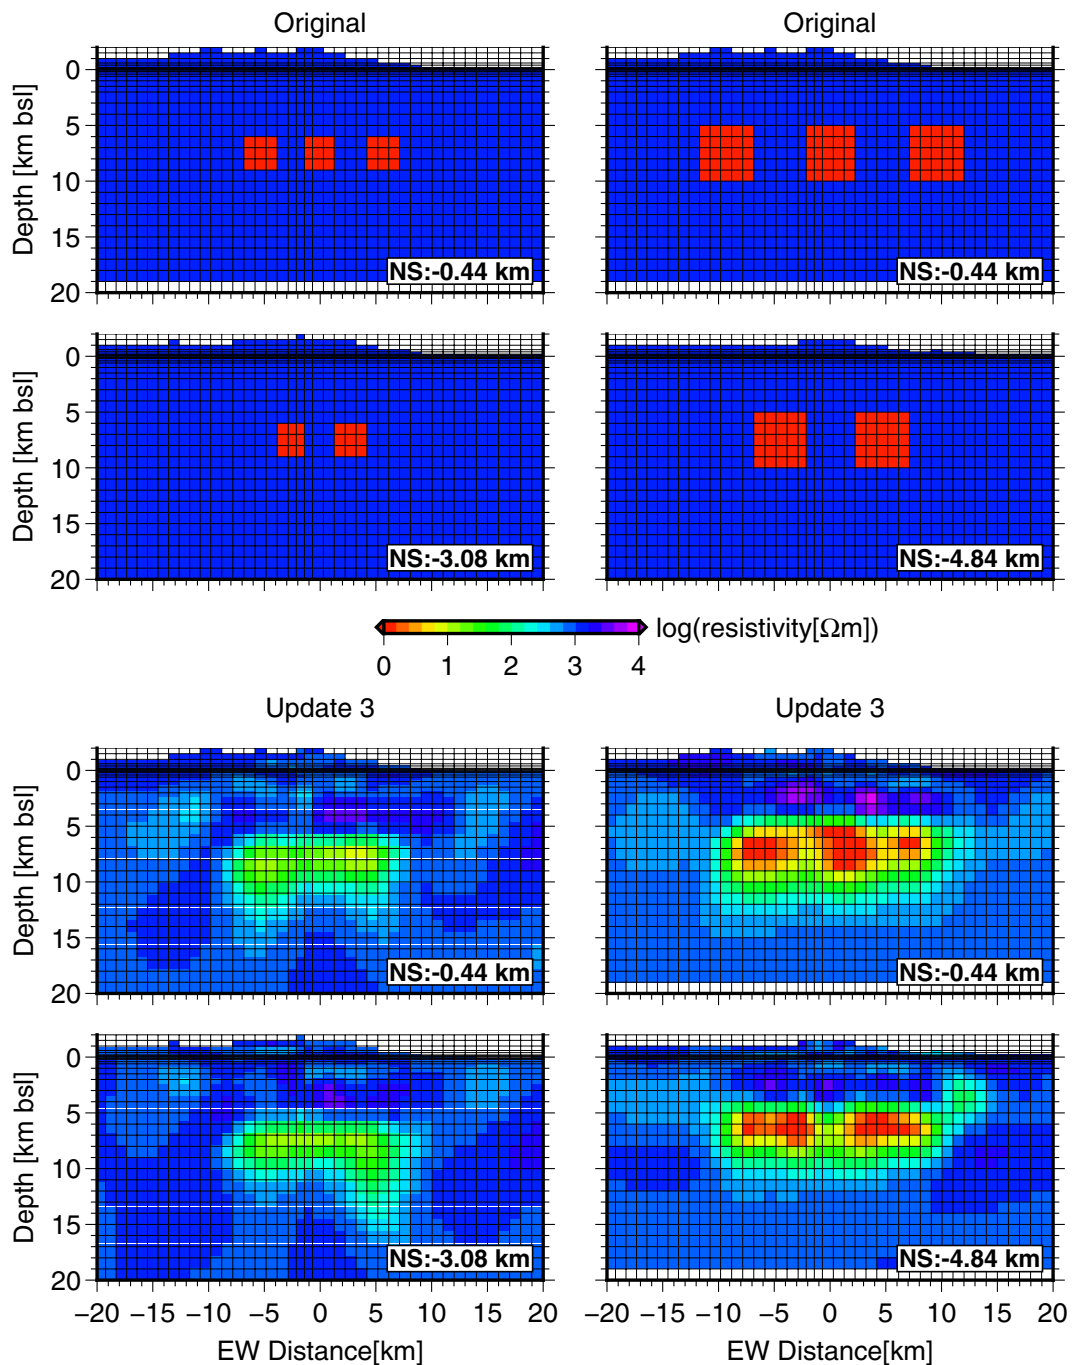 Original Original
0
5
10
15
20
Depth [km bsl]
NS:-0.44 km
NS:-0.44 km
0
5
10
15
20
Depth [km bsl]
NS:-3.08 km
NS:-4.84 km
0 1 2 3 4
log(resistivity[Ωm])
Update 3 Update 3
0
5
10
15
20
Depth [km bsl]
NS:-0.44 km
NS:-0.44 km
0
5
10
15
20
Depth [km bsl]
NS:-3.08 km
NS:-4.84 km
−20 −15 −10 −5 0 5 10 15 20
−20 −15 −10 −5 0 5 10 15 20
EW Distance[km] EW Distance[km]